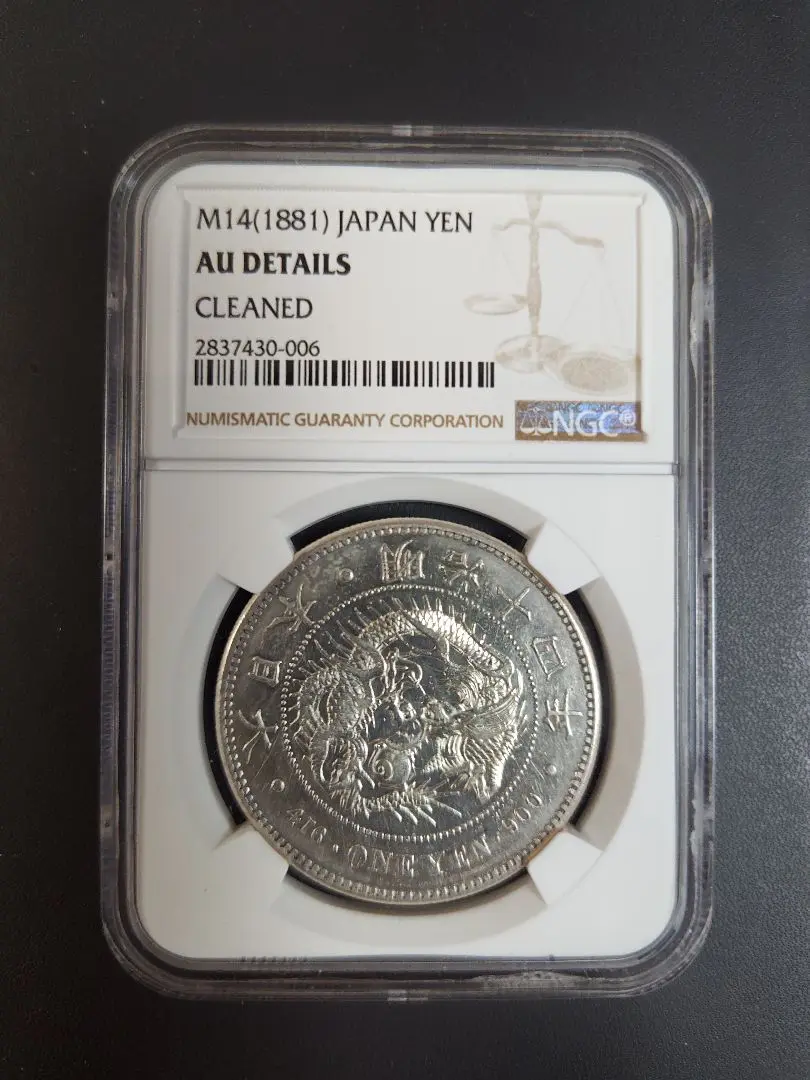 M14(1881) JAPAN YEN
AU DETAILS
CLEANED
2837430-006
NUMISMATIC GUARANTY CORPORATION
NGC®
大日本・明治十四年
416・ONE YEN・900